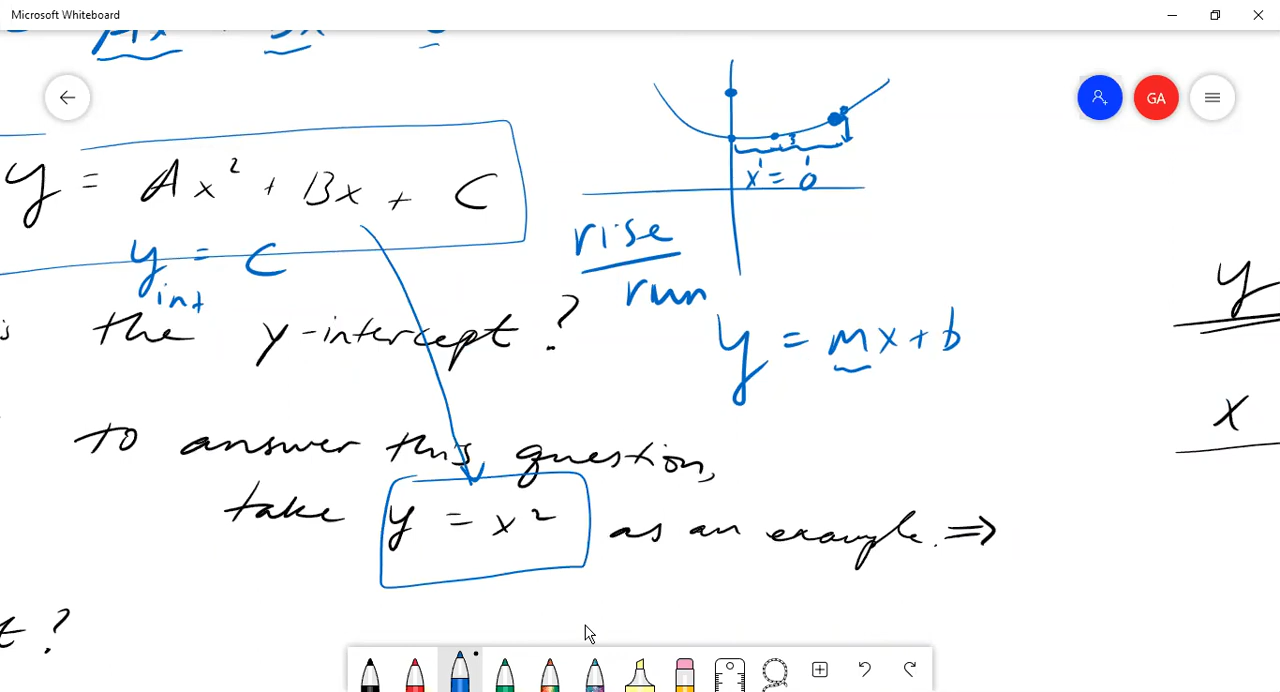 Microsoft Whiteboard
GA
y = Ax² + Bx + C
y int = C
x = 0
rise
run
the y-intercept?
y = mx + b
y
x
to answer this question,
take y = x² as an example. ⇒
t?